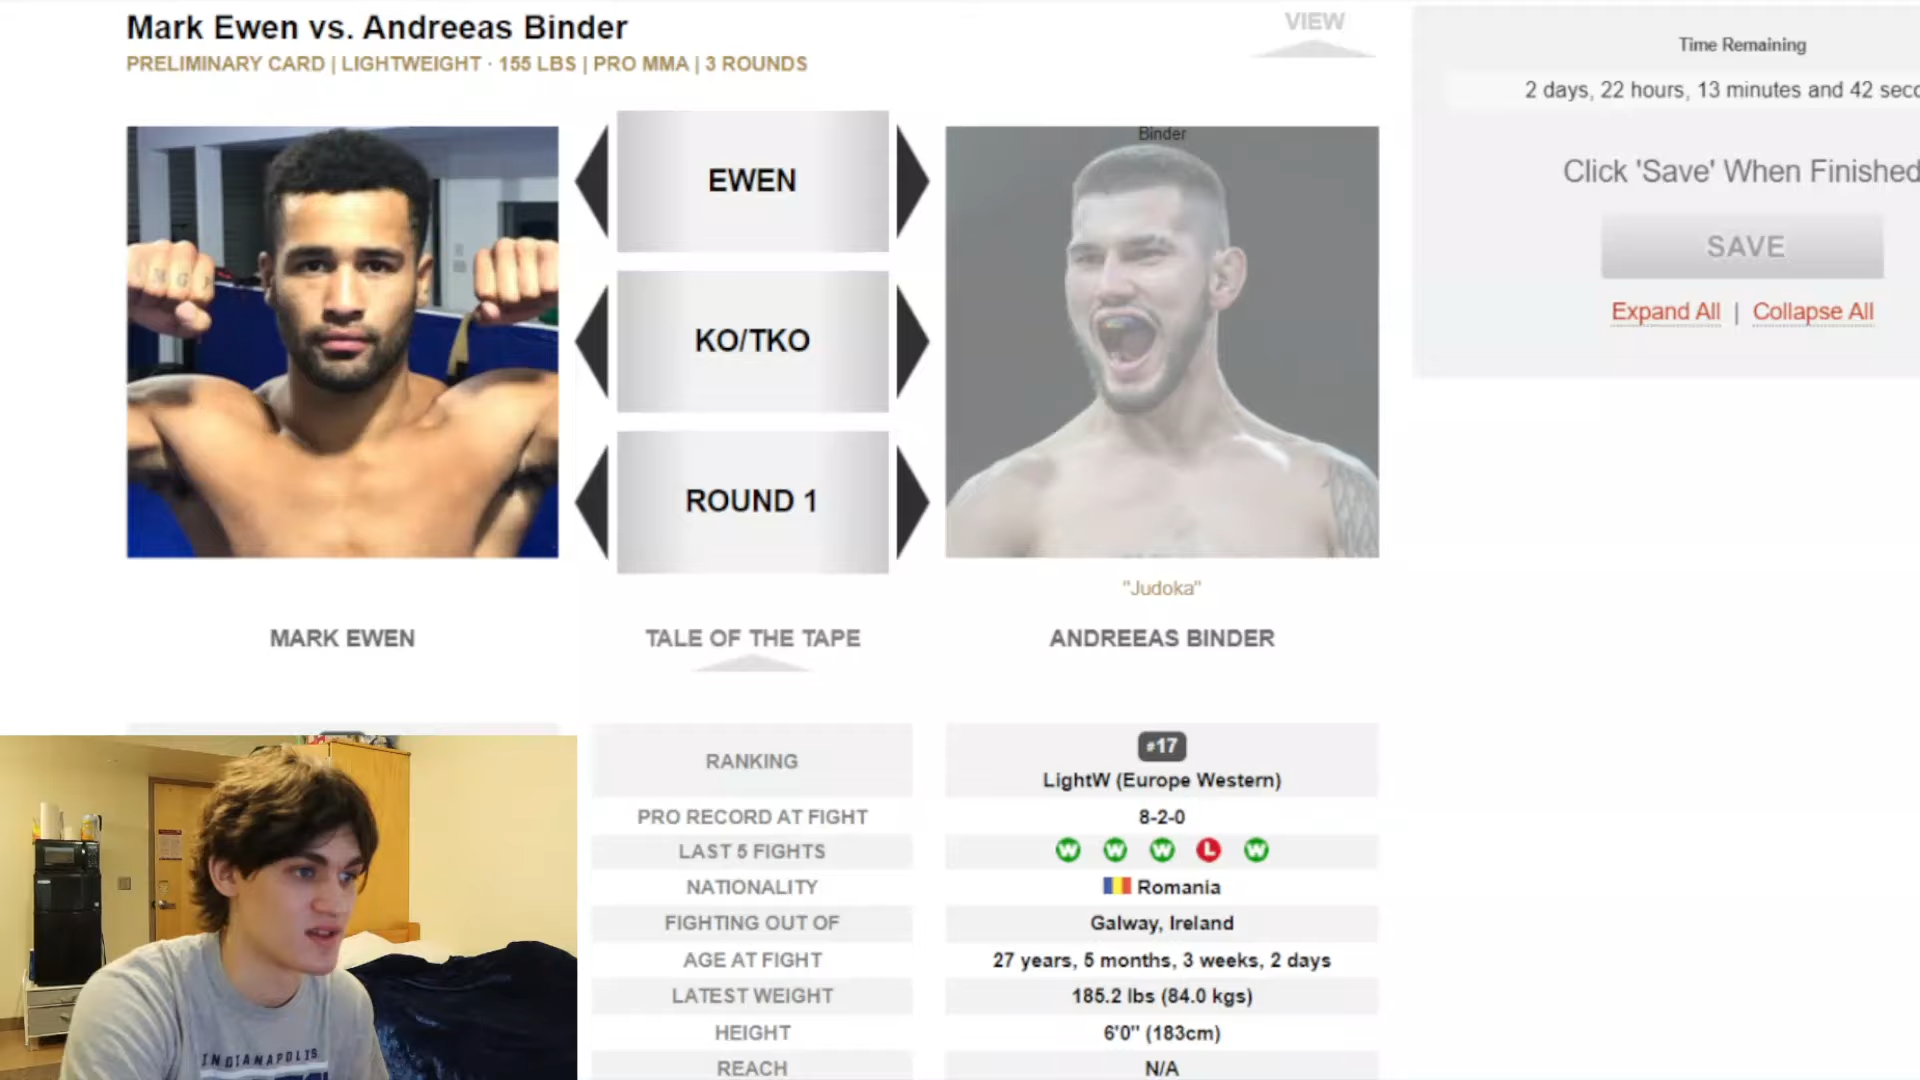 Mark Ewen vs. Andreeas Binder
PRELIMINARY CARD | LIGHTWEIGHT · 155 LBS | PRO MMA | 3 ROUNDS
VIEW
EWEN
KO/TKO
ROUND 1
Binder
"Judoka"
MARK EWEN
TALE OF THE TAPE
ANDREEAS BINDER
RANKING
#17
LightW (Europe Western)
PRO RECORD AT FIGHT
8-2-0
LAST 5 FIGHTS
W W W L W
NATIONALITY
Romania
FIGHTING OUT OF
Galway, Ireland
AGE AT FIGHT
27 years, 5 months, 3 weeks, 2 days
LATEST WEIGHT
185.2 lbs (84.0 kgs)
HEIGHT
6'0" (183cm)
REACH
N/A
Time Remaining
2 days, 22 hours, 13 minutes and 42 seco
Click 'Save' When Finished
SAVE
Expand All | Collapse All
INDIANAPOLIS